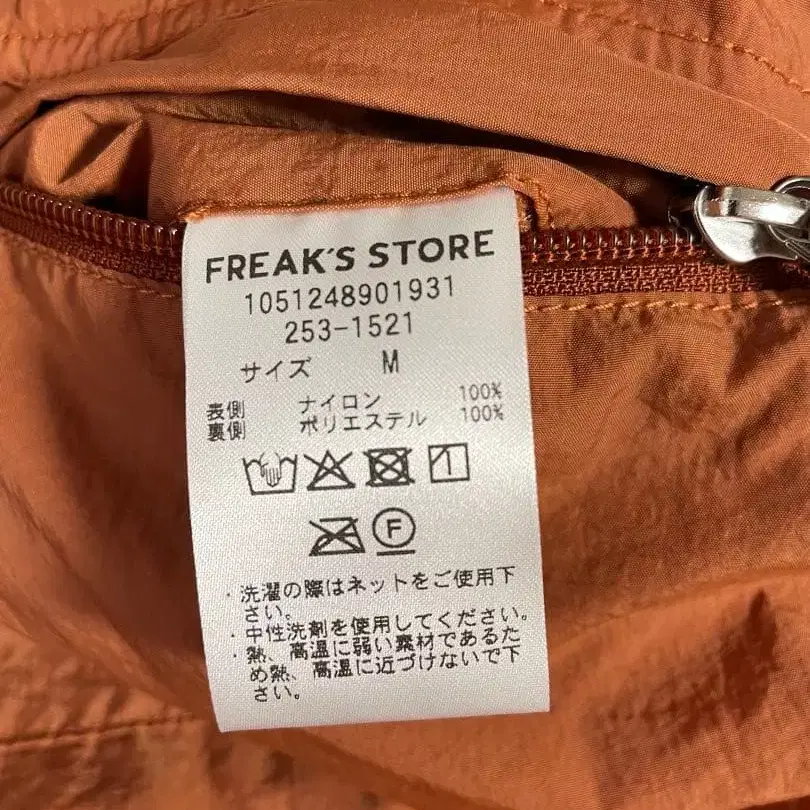 FREAK'S STORE
1051248901931
253-1521
サイズ M
表側 ナイロン 100%
裏側 ポリエステル 100%
F
・洗濯の際はネットをご使用下
さい。
・中性洗剤を使用してください。
・熱、高温に弱い素材であるた
め熱、高温に近づけないで下
さい。